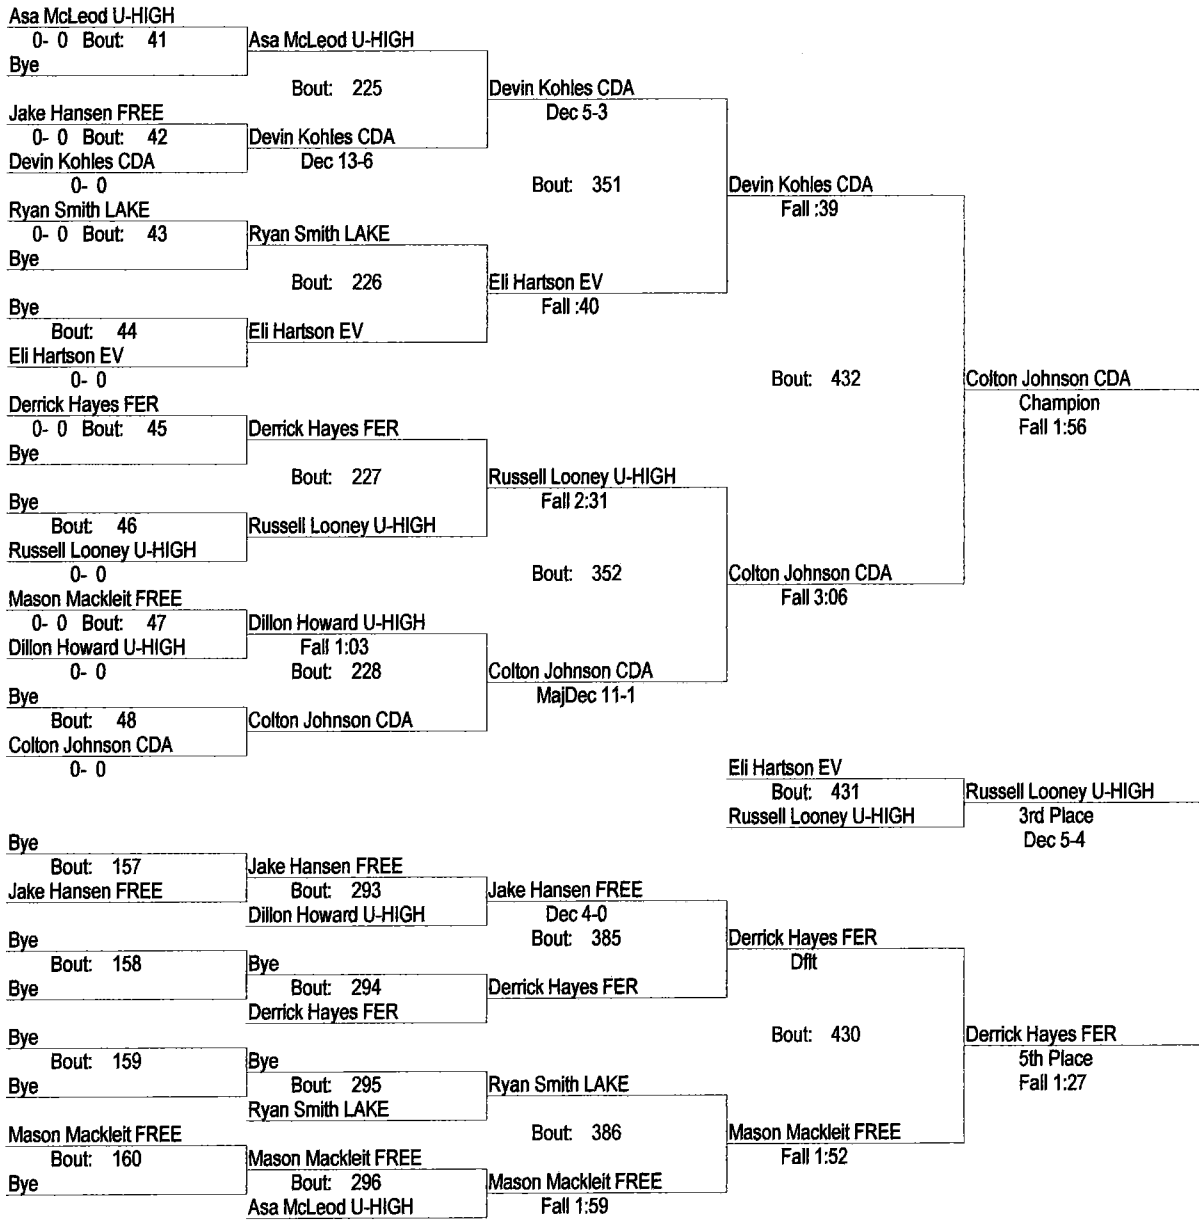 Asa McLeod U-HIGH
0- 0 Bout: 41
Asa McLeod U-HIGH
Bye
Bout: 225
Devin Kohles CDA
Dec 5-3
Jake Hansen FREE
0- 0 Bout: 42
Devin Kohles CDA
Devin Kohles CDA
Dec 13-6
0- 0
Bout: 351
Devin Kohles CDA
Fall :39
Ryan Smith LAKE
0- 0 Bout: 43
Ryan Smith LAKE
Bye
Bout: 226
Eli Hartson EV
Fall :40
Bye
Bout: 44
Eli Hartson EV
Eli Hartson EV
0- 0
Bout: 432
Colton Johnson CDA
Champion
Fall 1:56
Derrick Hayes FER
0- 0 Bout: 45
Derrick Hayes FER
Bye
Bout: 227
Russell Looney U-HIGH
Fall 2:31
Bye
Bout: 46
Russell Looney U-HIGH
Russell Looney U-HIGH
0- 0
Bout: 352
Colton Johnson CDA
Fall 3:06
Mason Mackleit FREE
0- 0 Bout: 47
Dillon Howard U-HIGH
Dillon Howard U-HIGH
Fall 1:03
0- 0
Bout: 228
Colton Johnson CDA
MajDec 11-1
Bye
Bout: 48
Colton Johnson CDA
Colton Johnson CDA
0- 0
Eli Hartson EV
Bout: 431
Russell Looney U-HIGH
Russell Looney U-HIGH
3rd Place
Dec 5-4
Bye
Bout: 157
Jake Hansen FREE
Jake Hansen FREE
Bout: 293
Dillon Howard U-HIGH
Jake Hansen FREE
Dec 4-0
Bout: 385
Derrick Hayes FER
Dflt
Bye
Bout: 158
Bye
Bye
Bout: 294
Derrick Hayes FER
Derrick Hayes FER
Bout: 430
Derrick Hayes FER
5th Place
Fall 1:27
Bye
Bout: 159
Bye
Bye
Bout: 295
Ryan Smith LAKE
Ryan Smith LAKE
Bout: 386
Mason Mackleit FREE
Fall 1:52
Mason Mackleit FREE
Bout: 160
Bye
Mason Mackleit FREE
Bout: 296
Asa McLeod U-HIGH
Mason Mackleit FREE
Fall 1:59